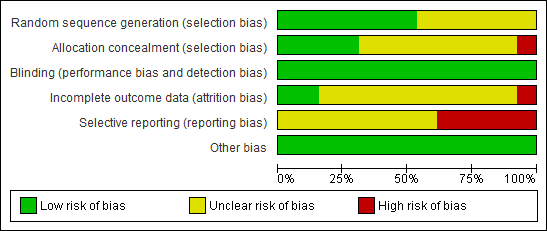 Random sequence generation (selection bias)
Allocation concealment (selection bias)
Blinding (performance bias and detection bias)
Incomplete outcome data (attrition bias)
Selective reporting (reporting bias)
Other bias
0% 25% 50% 75% 100%
Low risk of bias Unclear risk of bias High risk of bias